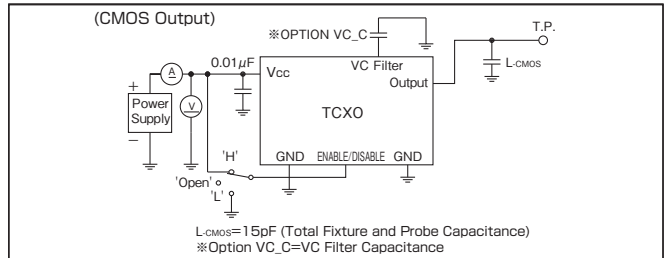 (CMOS Output)
※OPTION VC_C
T.P.
0.01μF
Vcc
VC Filter
L-CMOS
Output
A
+
Power
Supply
−
V
TCXO
GND
ENABLE/DISABLE
GND
'H'
'Open'
'L'
L-CMOS=15pF (Total Fixture and Probe Capacitance)
※Option VC_C=VC Filter Capacitance